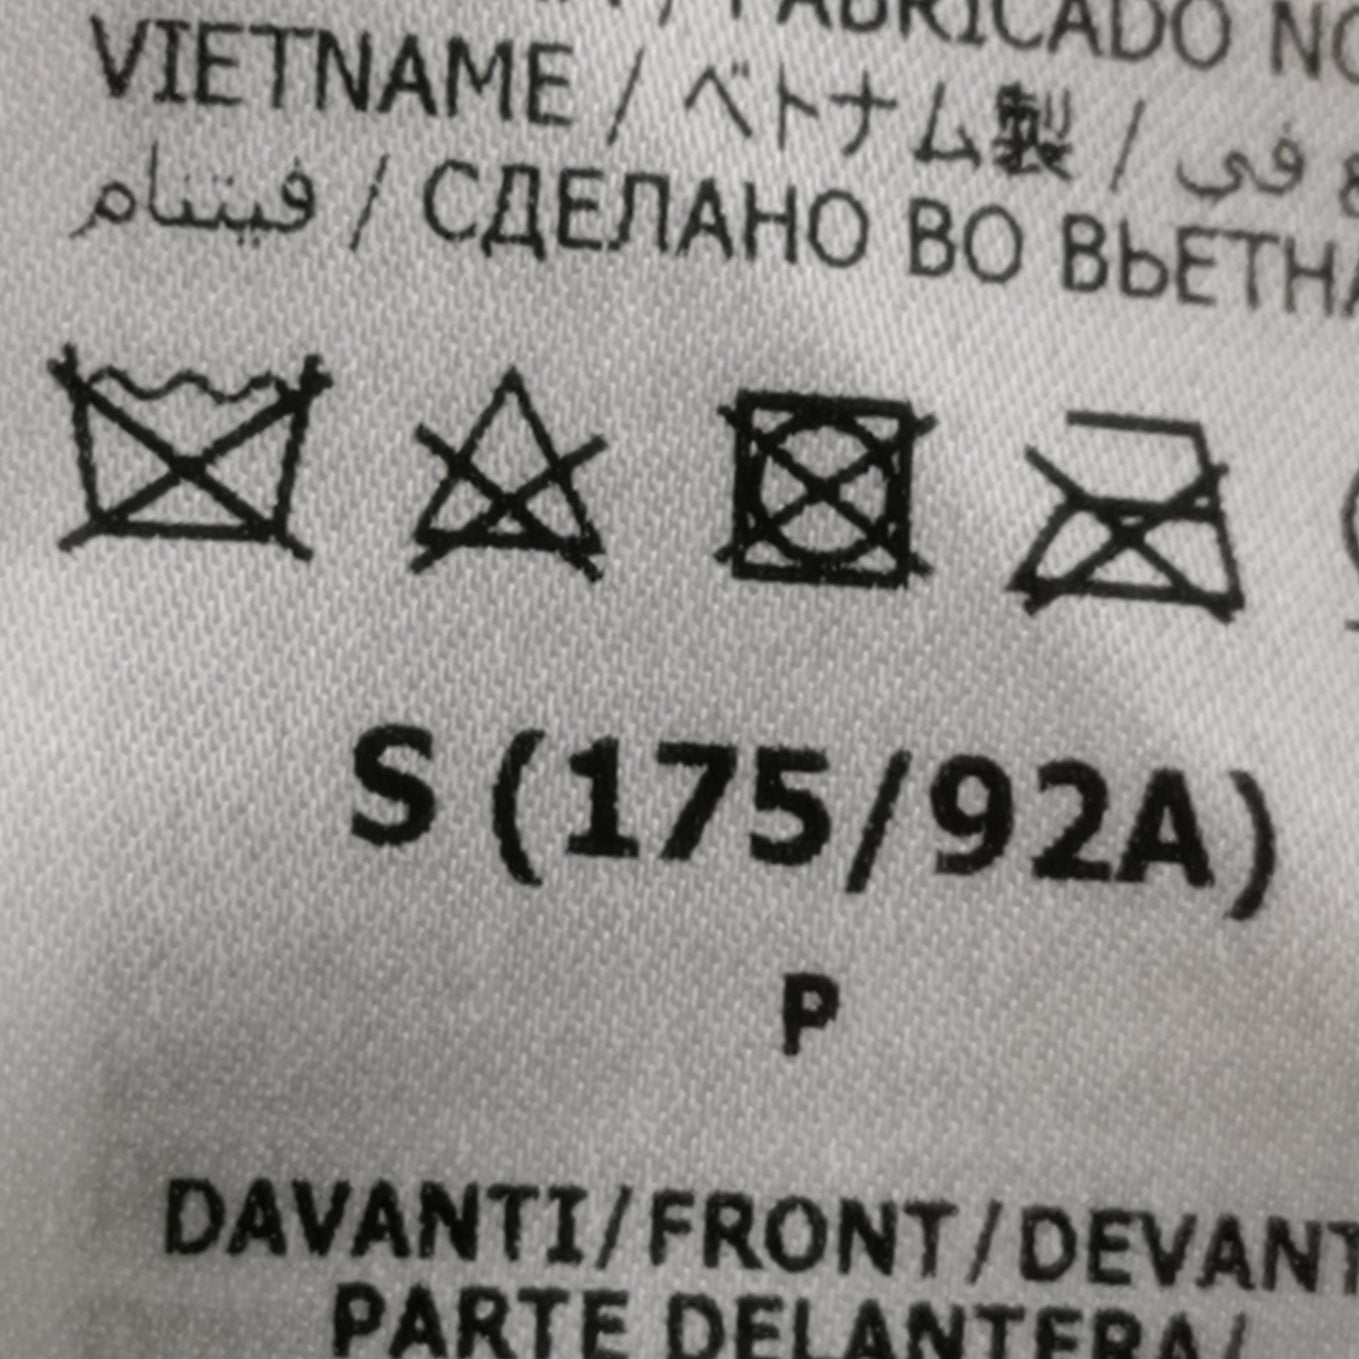 FABRICADO NO
VIETNAME / ベトナム製 / في
فيتنام / СДЕЛАНО ВО ВЬЕТНА
S (175/92A)
P
DAVANTI/FRONT/DEVANT
PARTE DELANTERA/